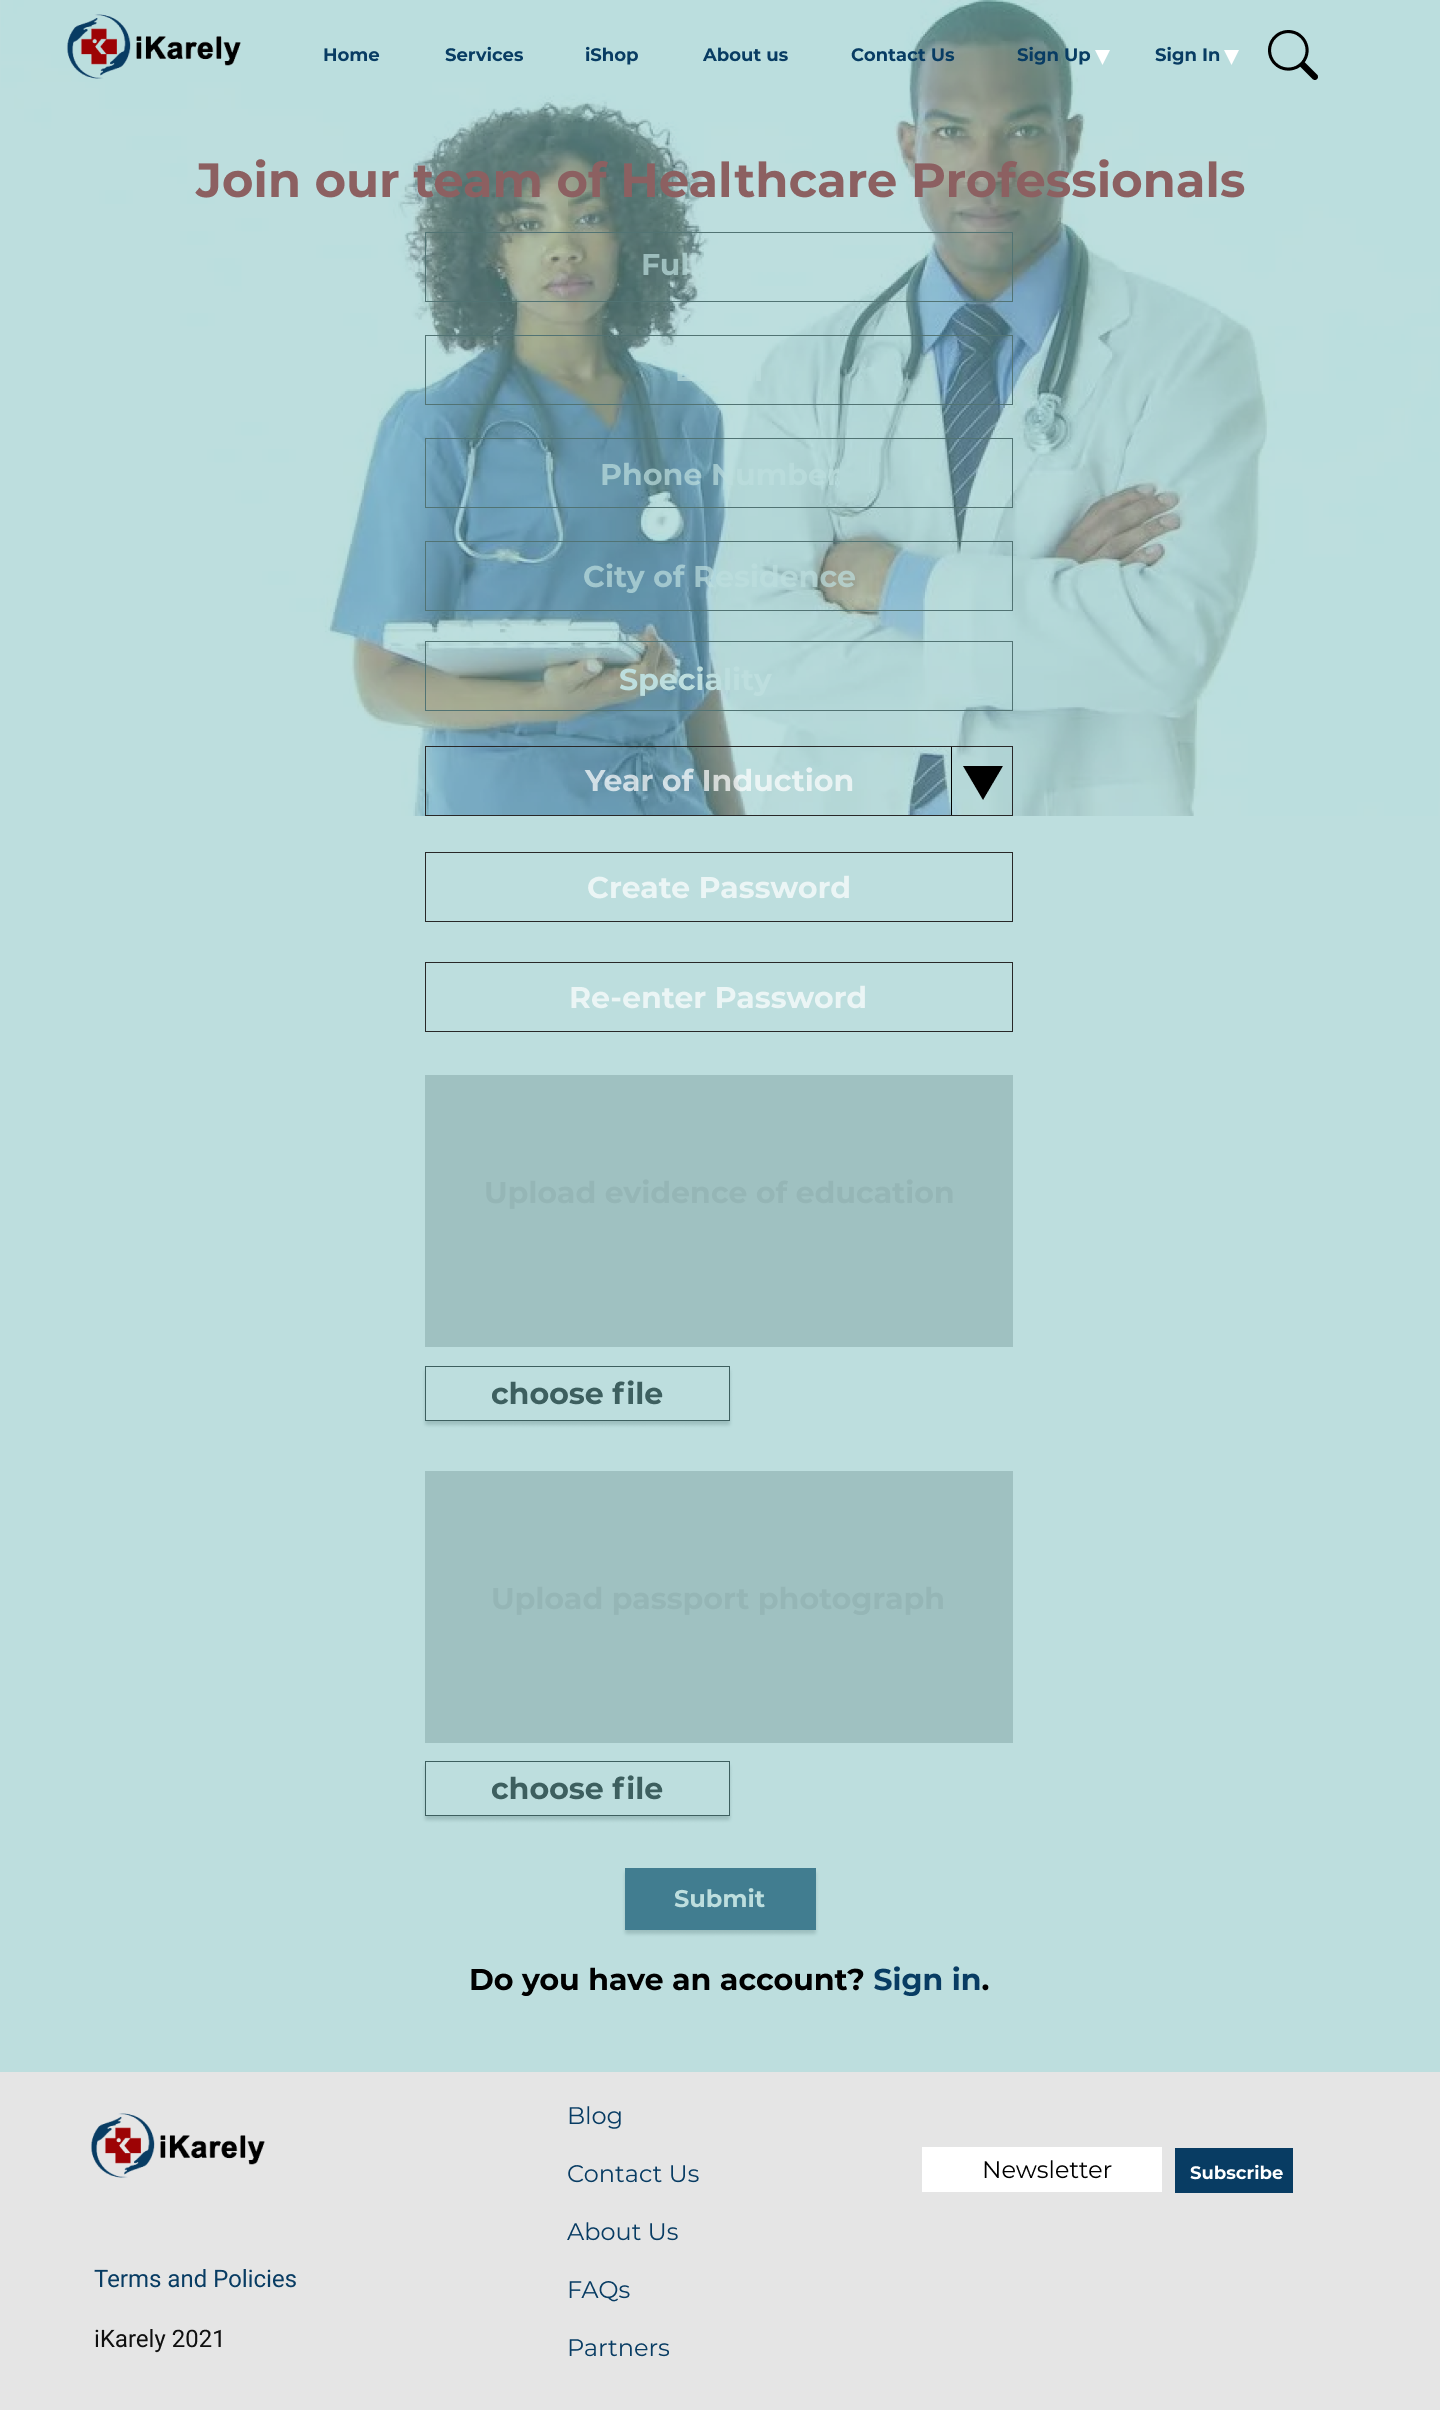 iKarely
Home Services iShop About us Contact Us Sign Up Sign In
Join our team of Healthcare Professionals
Phone Number
City of Residence
Speciality
Year of Induction
Create Password
Re-enter Password
Upload evidence of education
choose file
Upload passport photograph
choose file
Submit
Do you have an account? Sign in.
iKarely
Terms and Policies
iKarely 2021
Blog
Contact Us
About Us
FAQs
Partners
Newsletter
Subscribe